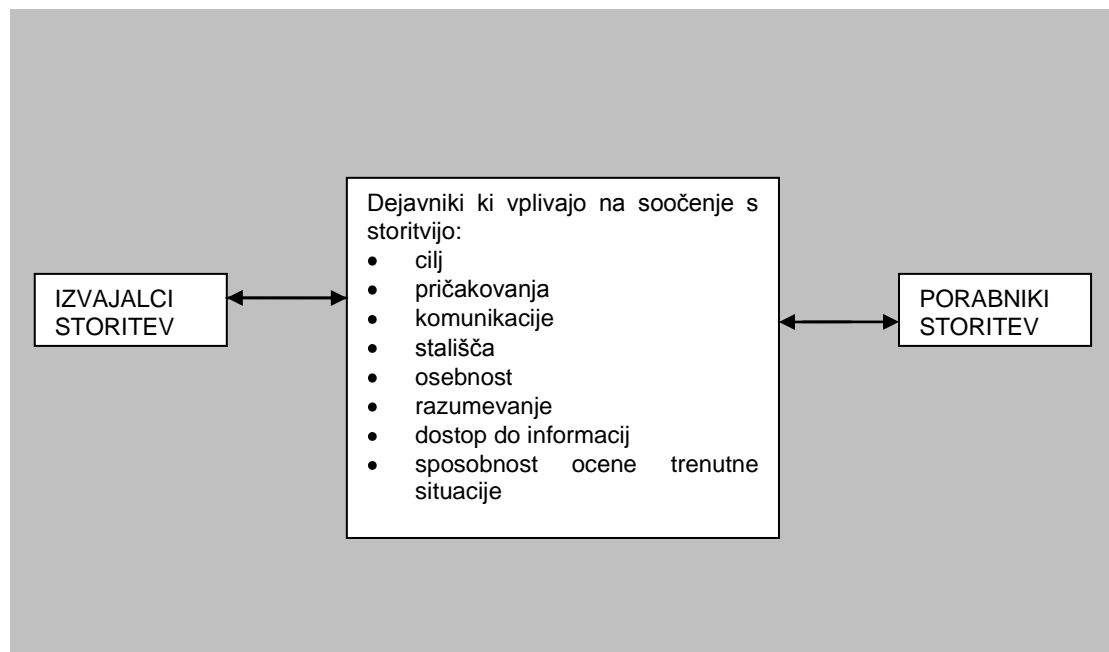 IZVAJALCI
STORITEV
Dejavniki ki vplivajo na soočenje s
storitvijo:
• cilj
• pričakovanja
• komunikacije
• stališča
• osebnost
• razumevanje
• dostop do informacij
• sposobnost ocene trenutne
situacije
PORABNIKI
STORITEV